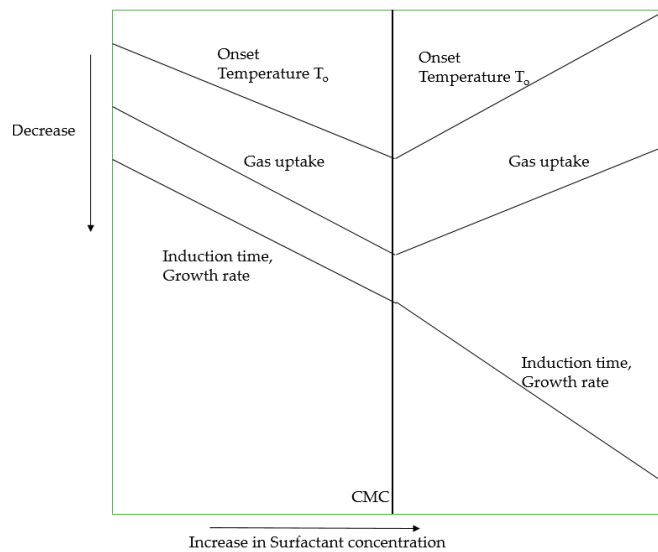 Onset
Temperature Tₒ
Onset
Temperature Tₒ
Decrease
Gas uptake
Gas uptake
Induction time,
Growth rate
Induction time,
Growth rate
CMC
Increase in Surfactant concentration